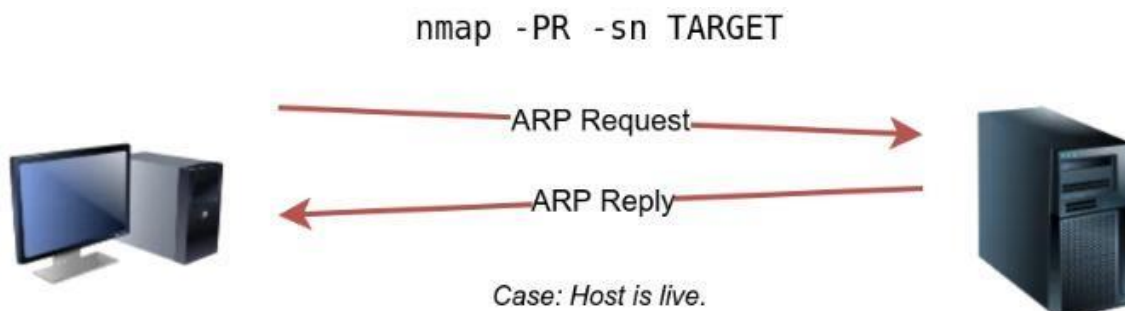 nmap -PR -sn TARGET
ARP Request
ARP Reply
Case: Host is live.